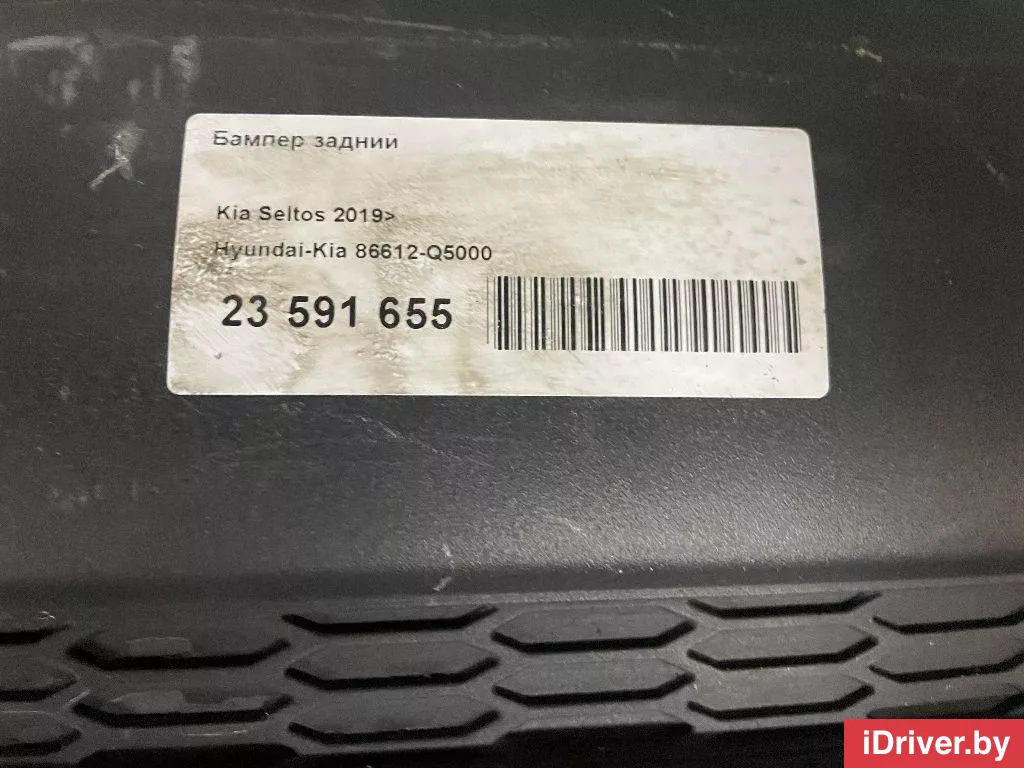 Бампер задний
Kia Seltos 2019>
Hyundai-Kia 86612-Q5000
23 591 655
iDriver.by